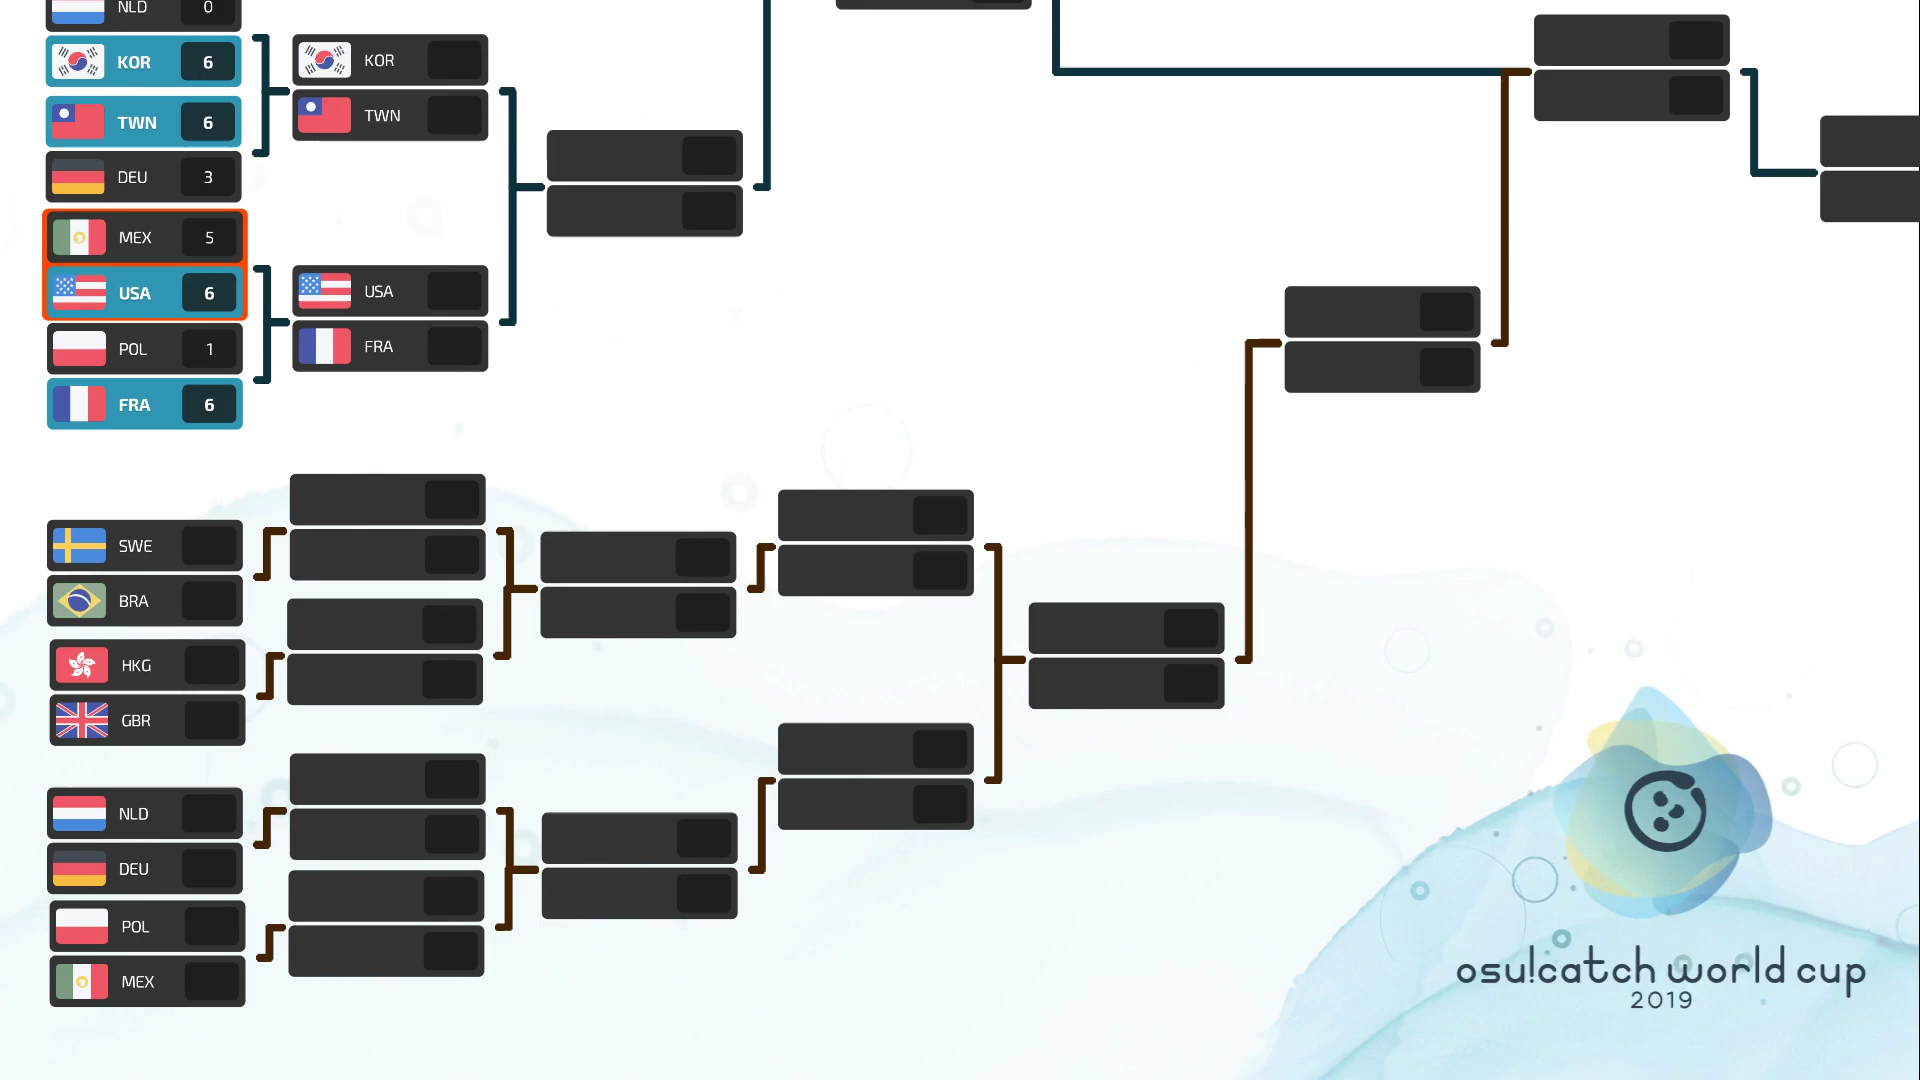 NLD 0
KOR 6
TWN 6
DEU 3
MEX 5
USA 6
POL 1
FRA 6
KOR
TWN
USA
FRA
SWE
BRA
HKG
GBR
NLD
DEU
POL
MEX
osu!catch world cup
2019